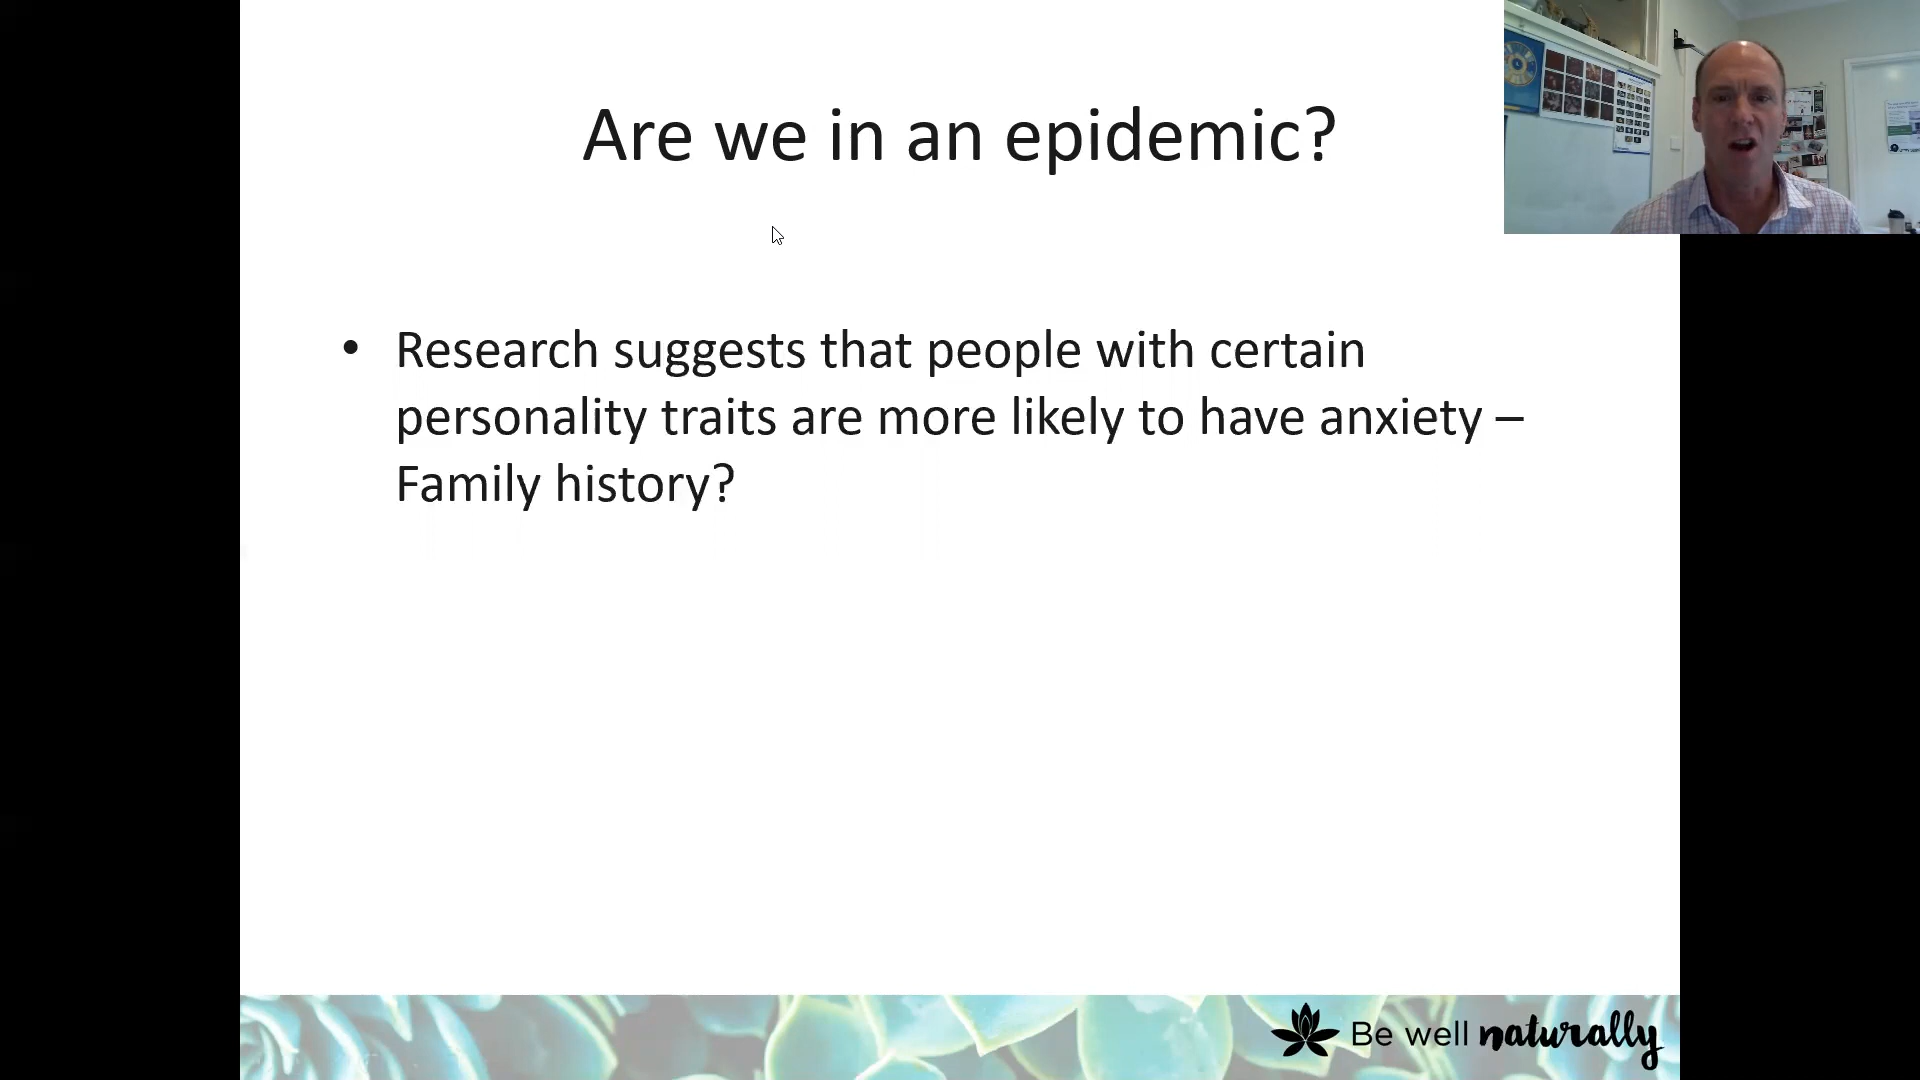 Are we in an epidemic?
• Research suggests that people with certain
personality traits are more likely to have anxiety –
Family history?
Be well naturally